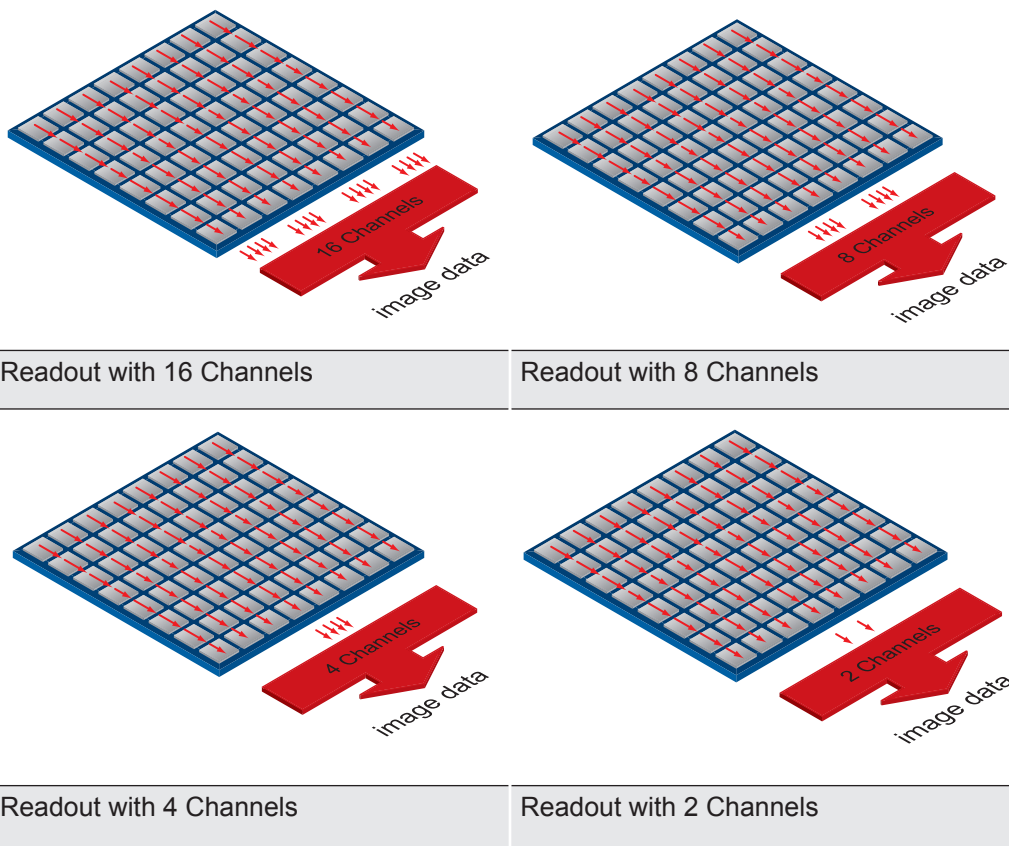 16 Channels
image data
8 Channels
image data
Readout with 16 Channels
Readout with 8 Channels
4 Channels
image data
2 Channels
image data
Readout with 4 Channels
Readout with 2 Channels